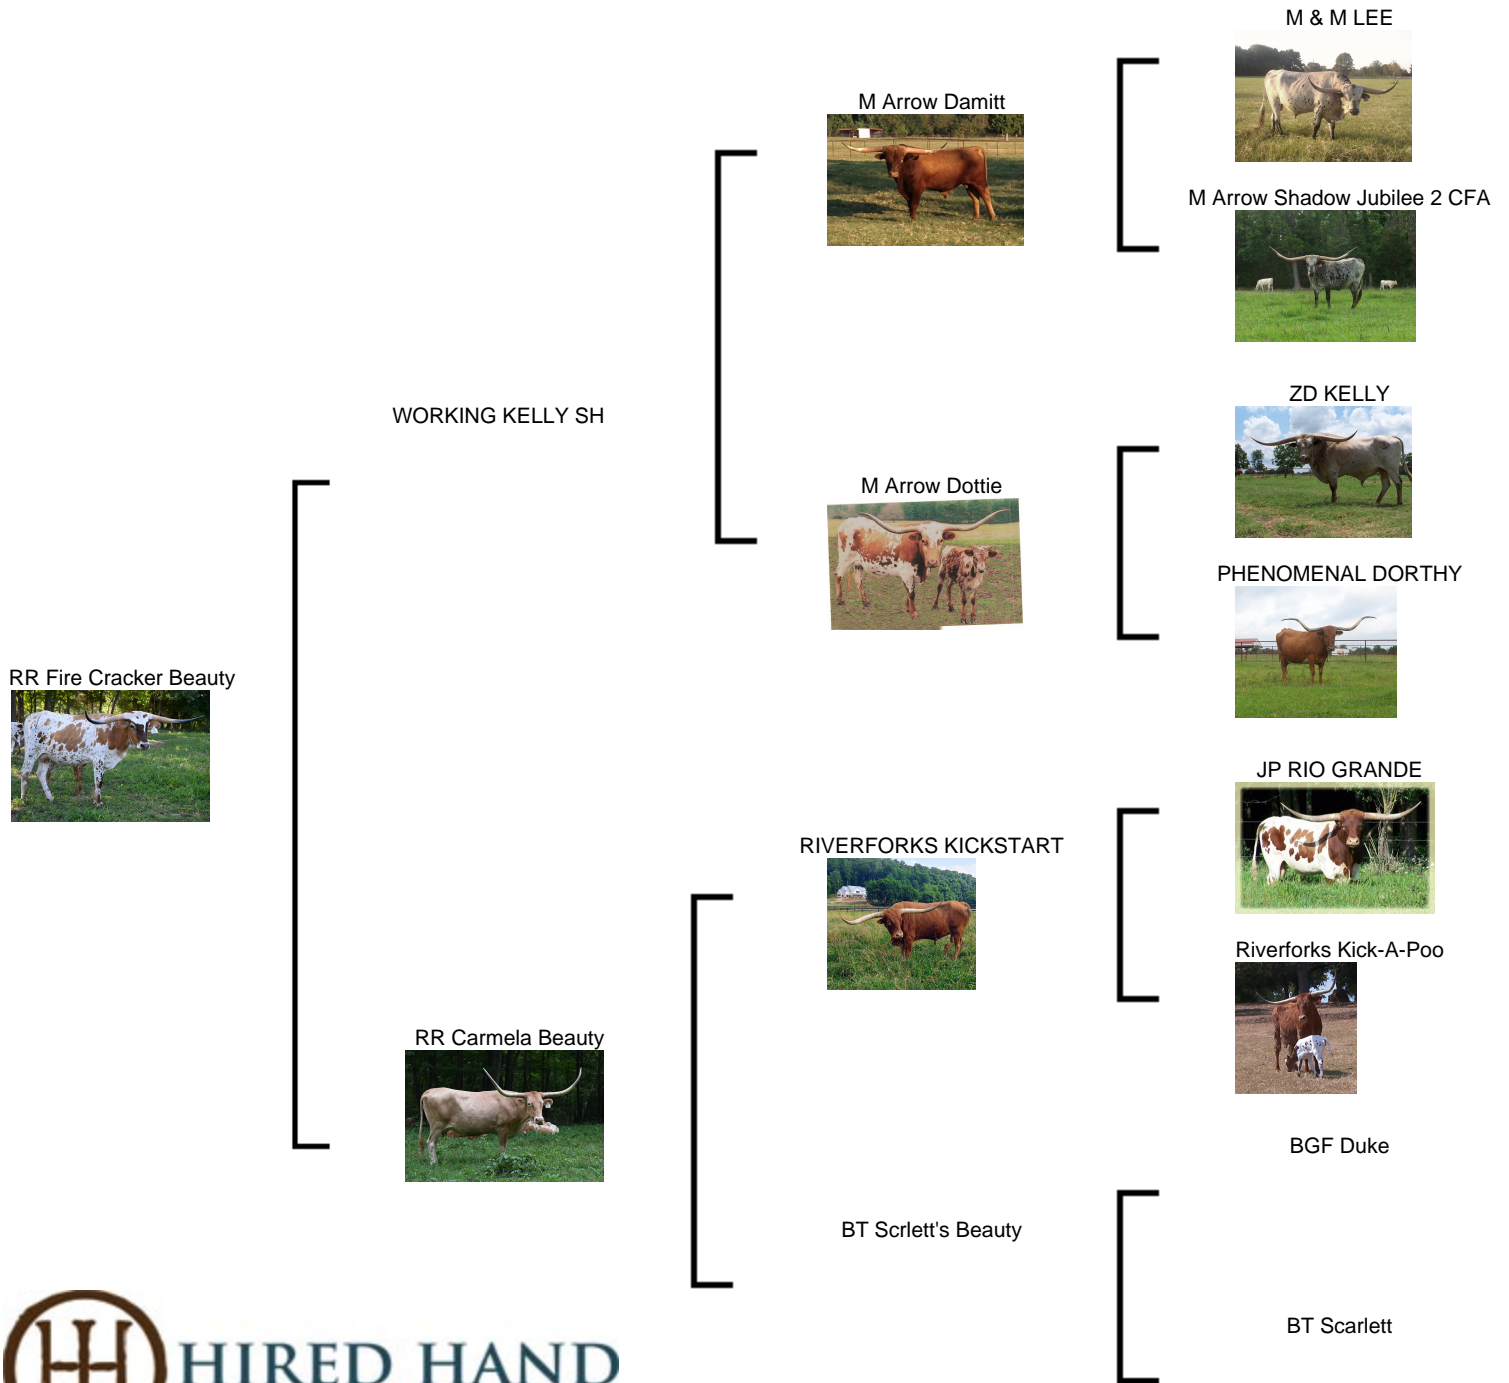 M & M LEE
M Arrow Damitt
M Arrow Shadow Jubilee 2 CFA
ZD KELLY
WORKING KELLY SH
M Arrow Dottie
PHENOMENAL DORTHY
RR Fire Cracker Beauty
JP RIO GRANDE
RIVERFORKS KICKSTART
Riverforks Kick-A-Poo
RR Carmela Beauty
BGF Duke
BT Scrlett's Beauty
BT Scarlett
HIRED HAND